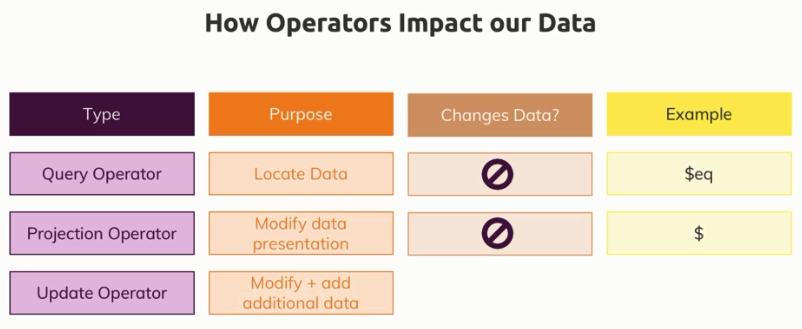 How Operators Impact our Data
Type
Purpose
Changes Data?
Example
Query Operator
Locate Data
$eq
Projection Operator
Modify data
presentation
$
Update Operator
Modify + add
additional data